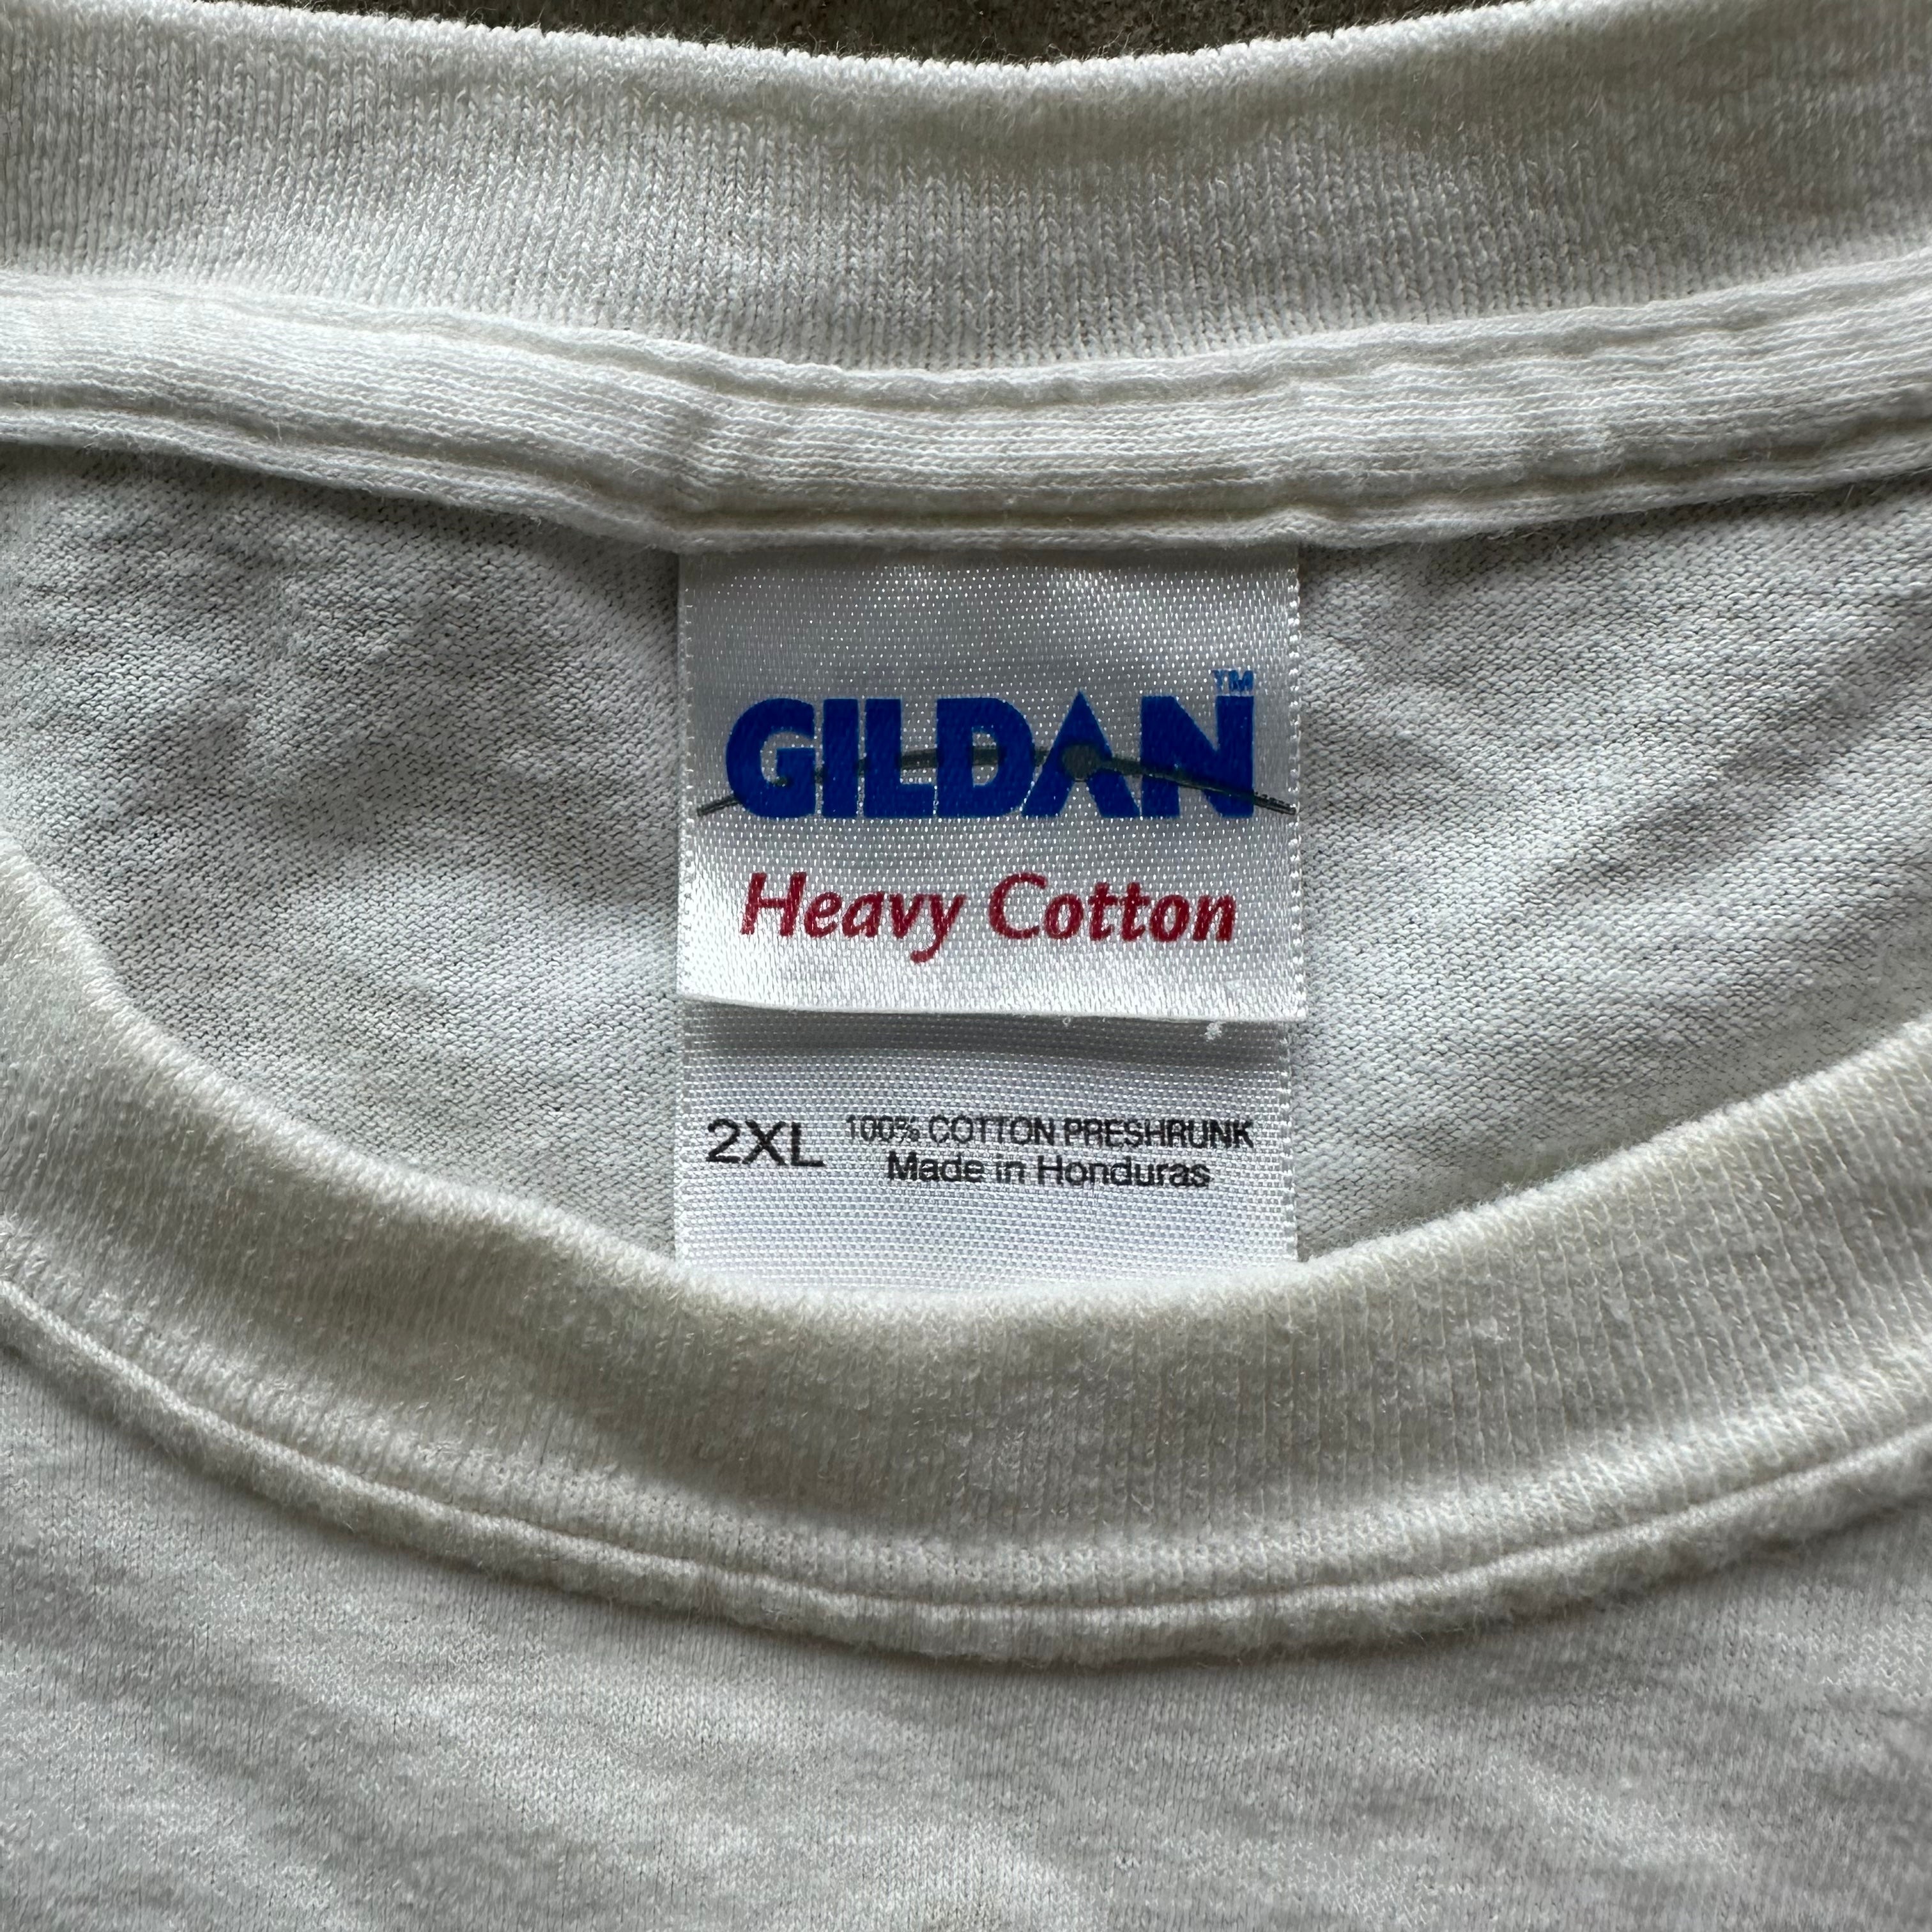 GILDAN™
Heavy Cotton
2XL 100% COTTON PRESHRUNK
Made in Honduras